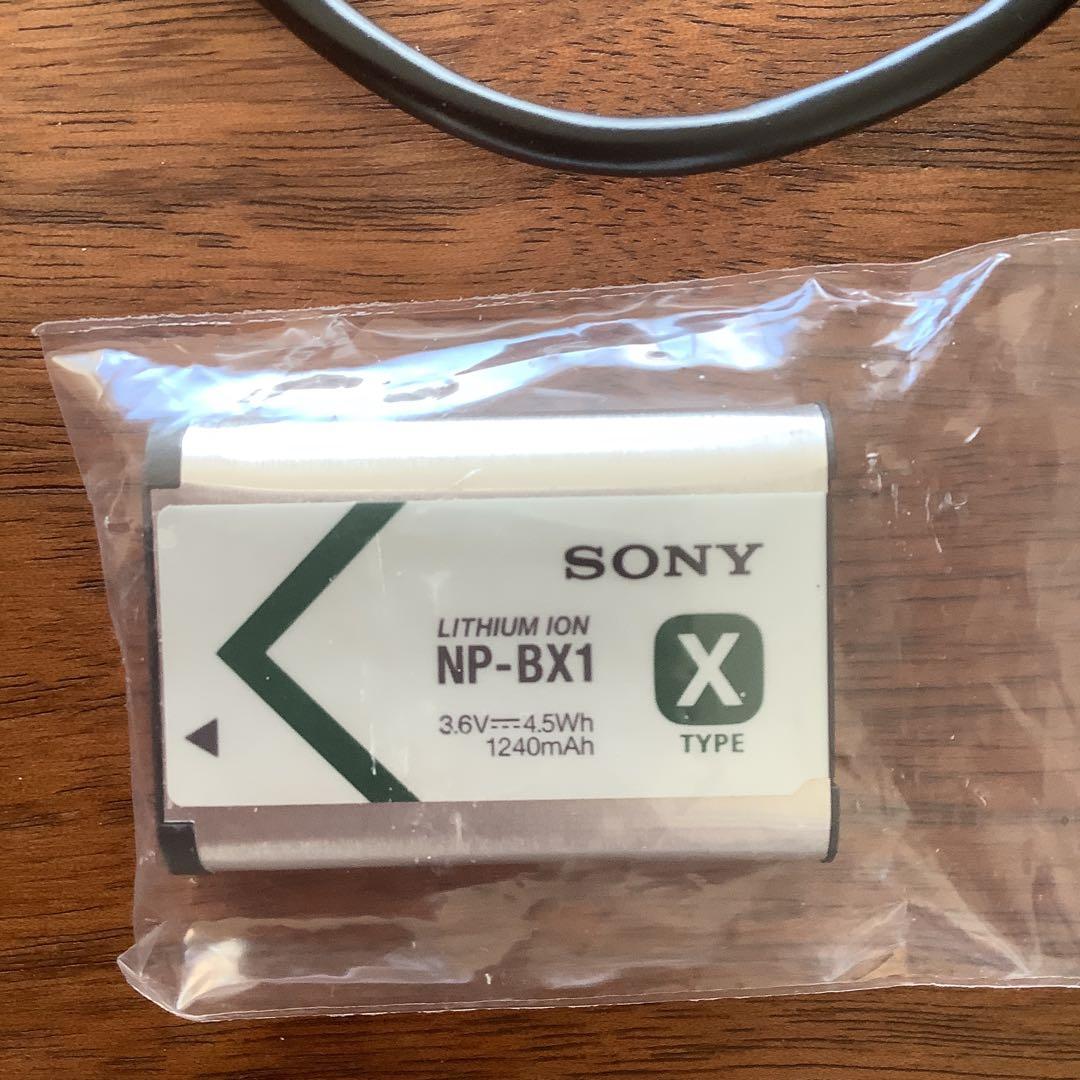 SONY
LITHIUM ION
NP-BX1
3.6V⎓4.5Wh
1240mAh
X
TYPE